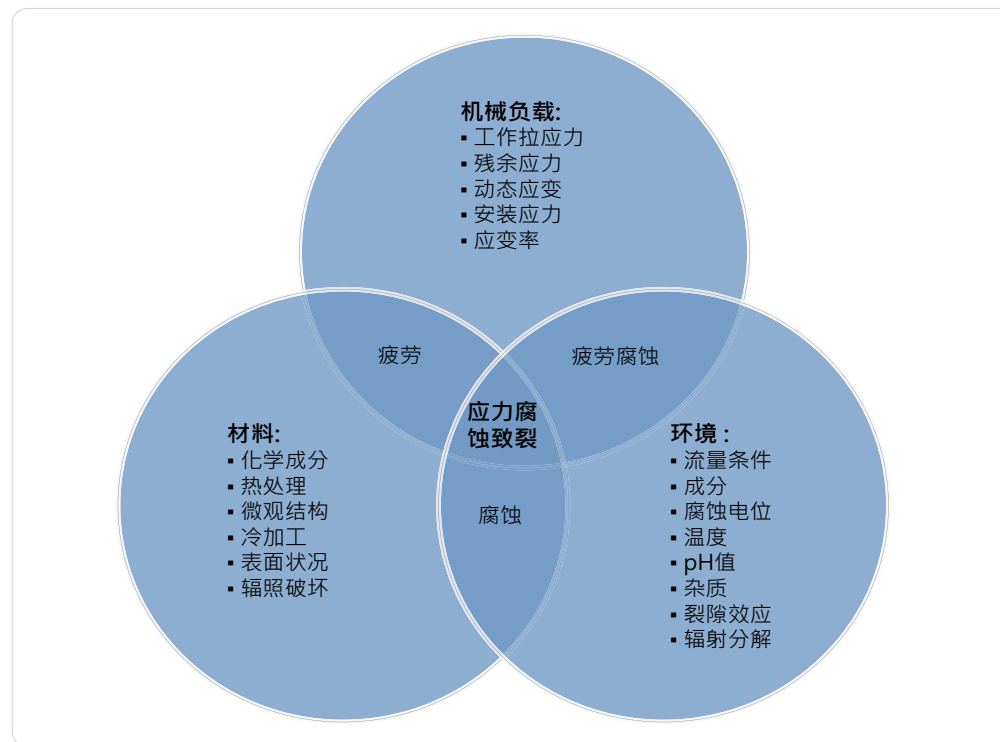 机械负载:
▪ 工作拉应力
▪ 残余应力
▪ 动态应变
▪ 安装应力
▪ 应变率
疲劳
疲劳腐蚀
应力腐
蚀致裂
材料:
▪ 化学成分
▪ 热处理
▪ 微观结构
▪ 冷加工
▪ 表面状况
▪ 辐照破坏
腐蚀
环境 :
▪ 流量条件
▪ 成分
▪ 腐蚀电位
▪ 温度
▪ pH值
▪ 杂质
▪ 裂隙效应
▪ 辐射分解